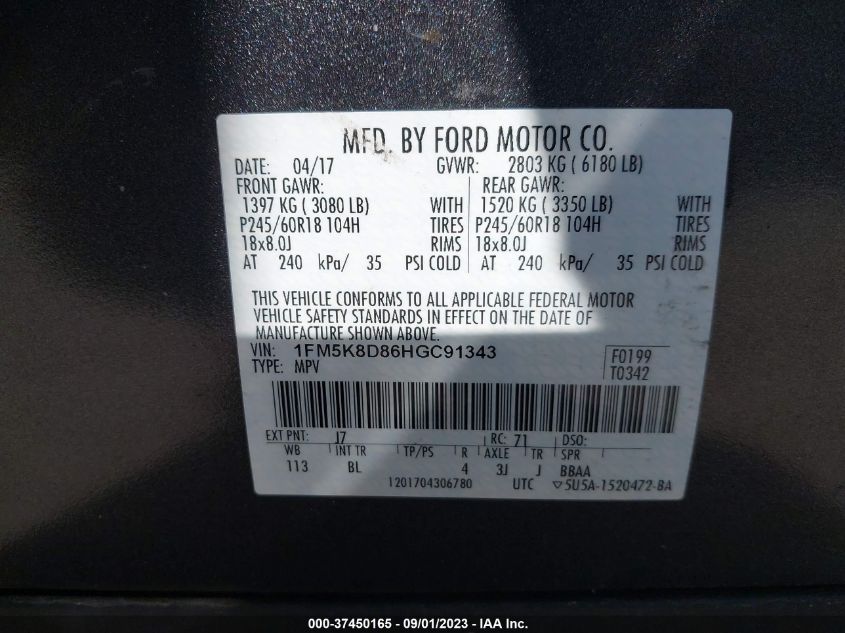 MFD. BY FORD MOTOR CO.
DATE: 04/17 GVWR: 2803 KG ( 6180 LB)
FRONT GAWR: REAR GAWR:
1397 KG ( 3080 LB) WITH 1520 KG ( 3350 LB) WITH
P245/60R18 104H TIRES P245/60R18 104H TIRES
18x8.0J RIMS 18x8.0J RIMS
AT 240 kPa/ 35 PSI COLD AT 240 kPa/ 35 PSI COLD
THIS VEHICLE CONFORMS TO ALL APPLICABLE FEDERAL MOTOR
VEHICLE SAFETY STANDARDS IN EFFECT ON THE DATE OF
MANUFACTURE SHOWN ABOVE.
VIN: 1FM5K8D86HGC91343 F0199
TYPE: MPV T0342
EXT PNT: J7 RC: 71 DSO:
WB INT TR TP/PS R AXLE TR SPR
113 BL 4 3J J BBAA
1201704306780 UTC ▽5U5A-1520472-BA
000-37450165 - 09/01/2023 - IAA Inc.